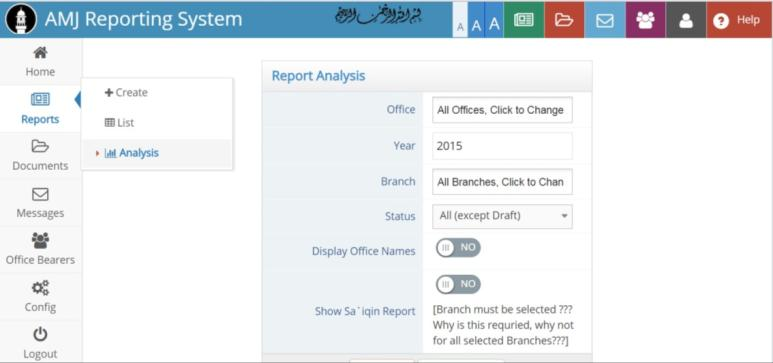 AMJ Reporting System
بسم الله الرحمن الرحيم
A A A
Help
Home
Reports
Documents
Messages
Office Bearers
Config
Logout
Create
List
Analysis
Report Analysis
Office All Offices, Click to Change
Year 2015
Branch All Branches, Click to Chan
Status All (except Draft)
Display Office Names NO
NO
Show Sa`iqin Report [Branch must be selected ???
Why is this requried, why not
for all selected Branches???]